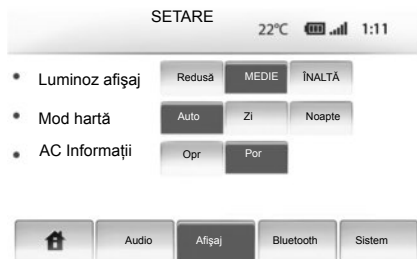 SETARE
22°C 1:11
• Luminoz afişaj Redusă MEDIE ÎNALTĂ
• Mod hartă Auto Zi Noapte
• AC Informații Opr Por
Audio Afişaj Bluetooth Sistem